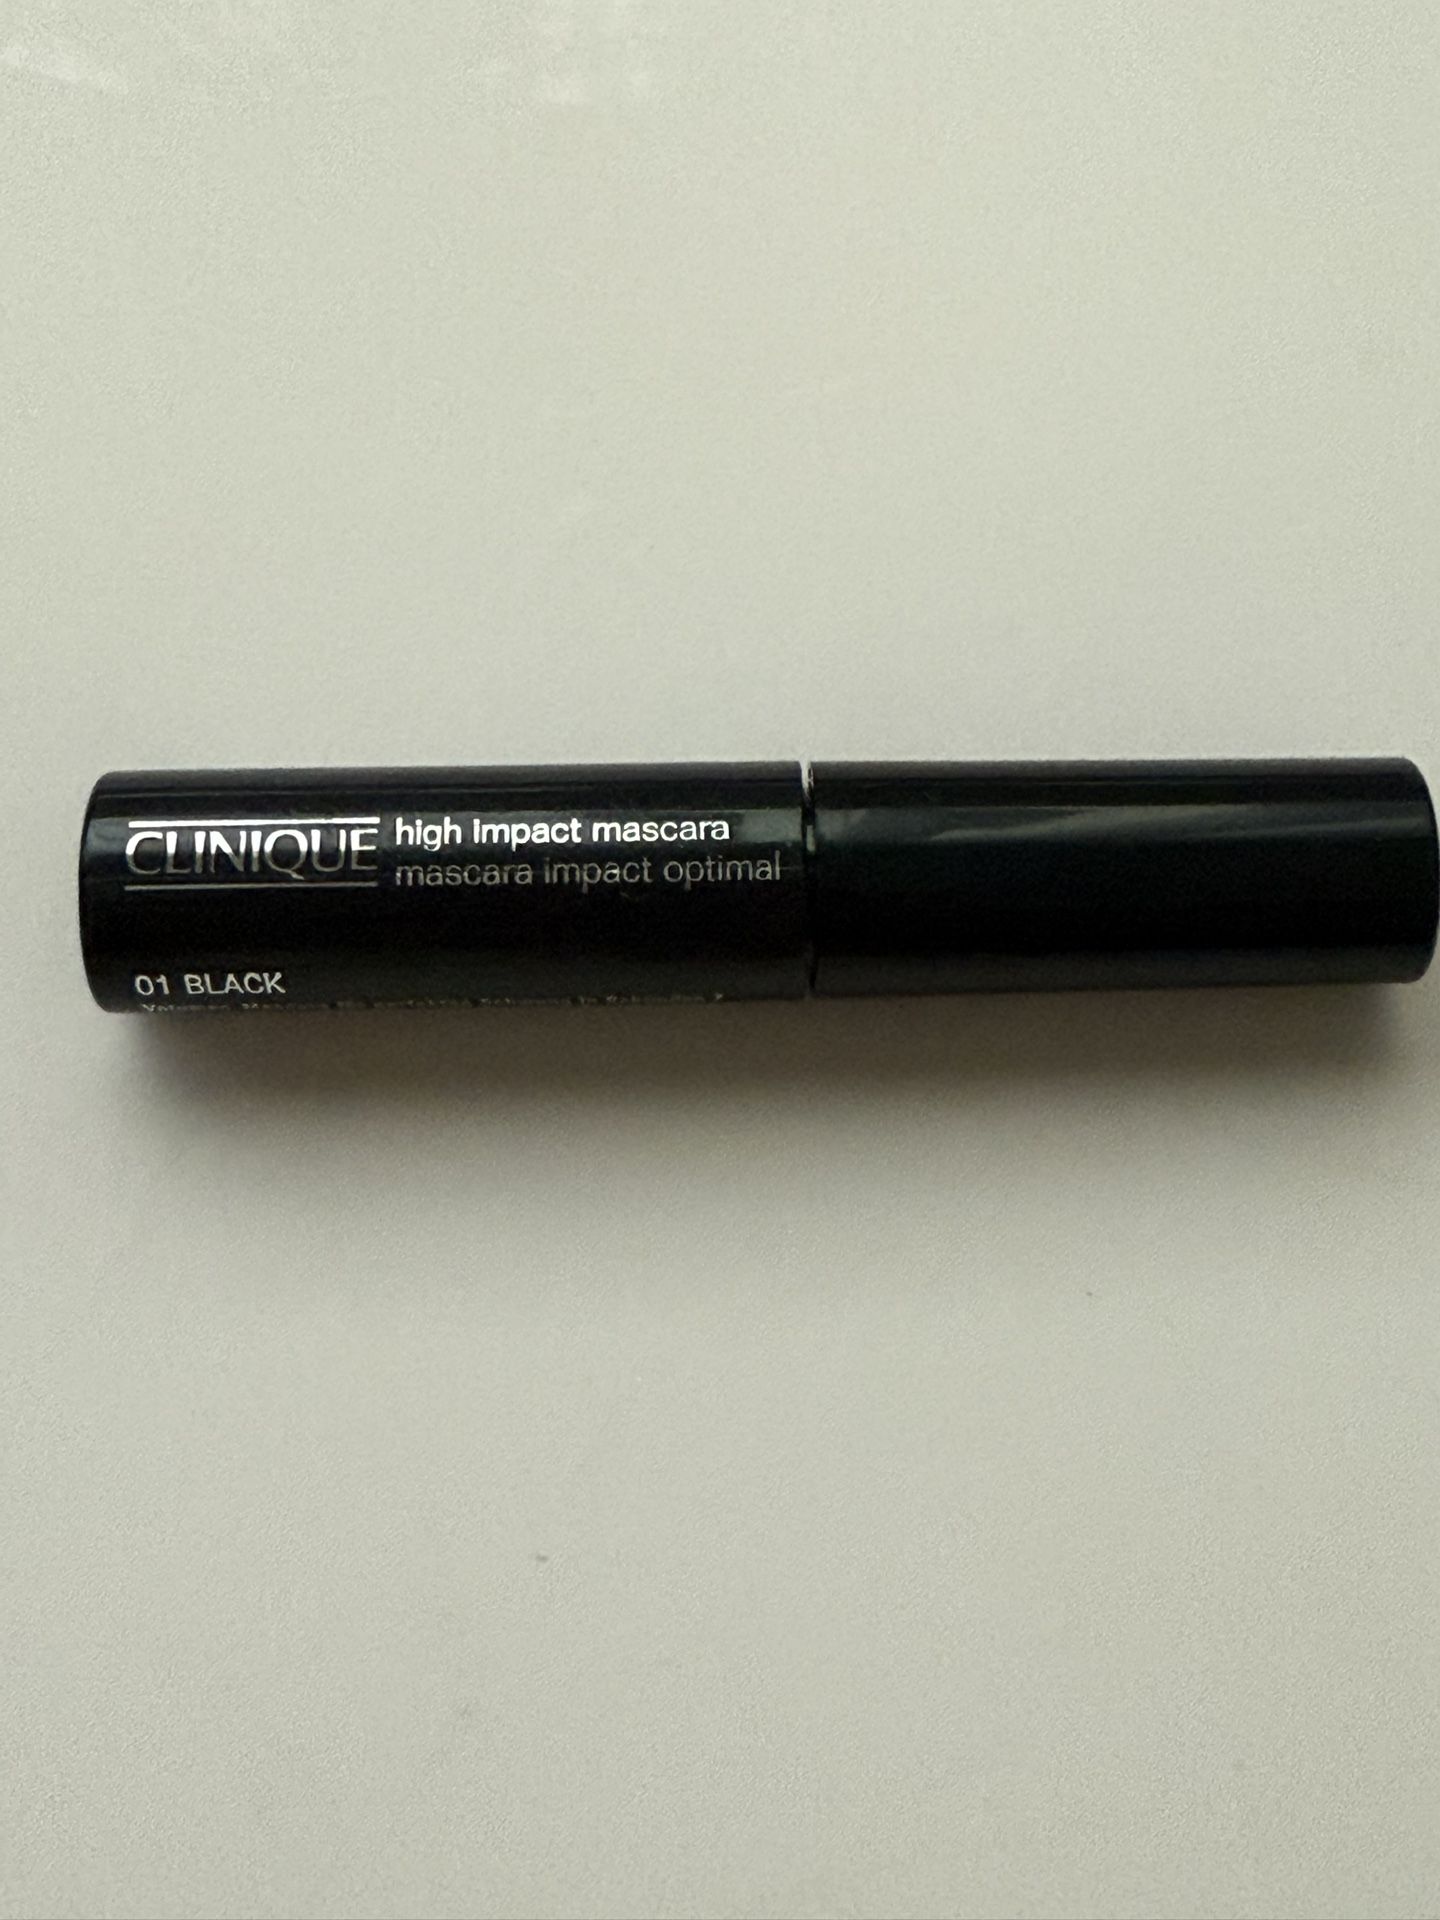 CLINIQUE high impact mascara
mascara impact optimal
01 BLACK